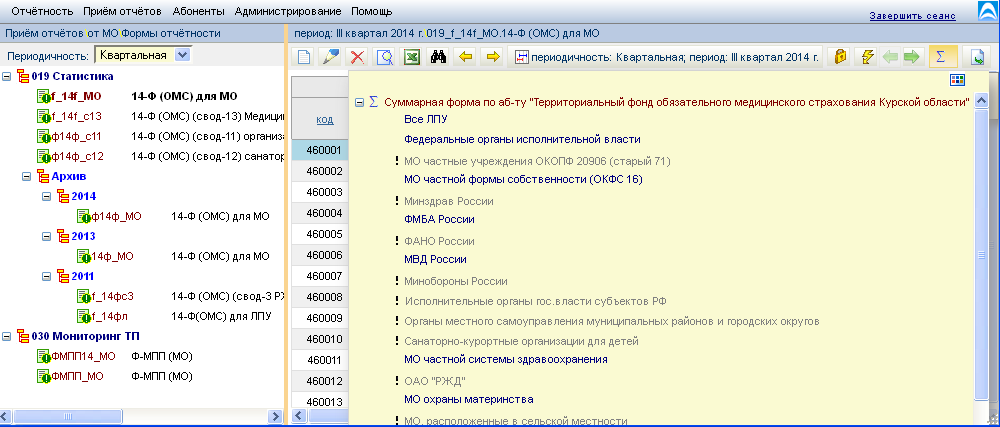 Отчётность Приём отчётов Абоненты Администрирование Помощь
Завершить сеанс
Приём отчётов от МО Формы отчётности
период: III квартал 2014 г. 019_f_14f_МО.14-Ф (ОМС) для МО
Периодичность: Квартальная
периодичность: Квартальная; период: III квартал 2014 г.
Σ
019 Статистика
f_14f_МО 14-Ф (ОМС) для МО
f_14f_с13 14-Ф (ОМС) (свод-13) Медици
ф14ф_с11 14-Ф (ОМС) (свод-11) организа
ф14ф_с12 14-Ф (ОМС) (свод-12) санатор
Архив
2014
ф14ф_МО 14-Ф (ОМС) для МО
2013
14ф_МО 14-Ф (ОМС) для МО
2011
f_14фс3 14-Ф (ОМС) (свод-3 РЖ
f_14фл 14-Ф(ОМС) для ЛПУ
030 Мониторинг ТП
ФМПП14_МО Ф-МПП (МО)
ФМПП_МО Ф-МПП (МО)
код
460001
460002
460003
460004
460005
460006
460007
460008
460009
460010
460011
460012
460013
Σ Суммарная форма по аб-ту "Территориальный фонд обязательного медицинского страхования Курской области"
Все ЛПУ
Федеральные органы исполнительной власти
! МО частные учреждения ОКОПФ 20906 (старый 71)
МО частной формы собственности (ОКФС 16)
! Минздрав России
ФМБА России
! ФАНО России
МВД России
! Минобороны России
! Исполнительные органы гос.власти субъектов РФ
! Органы местного самоуправления муниципальных районов и городских округов
! Санаторно-курортные организации для детей
МО частной системы здравоохранения
! ОАО "РЖД"
МО охраны материнства
! МО, расположенные в сельской местности